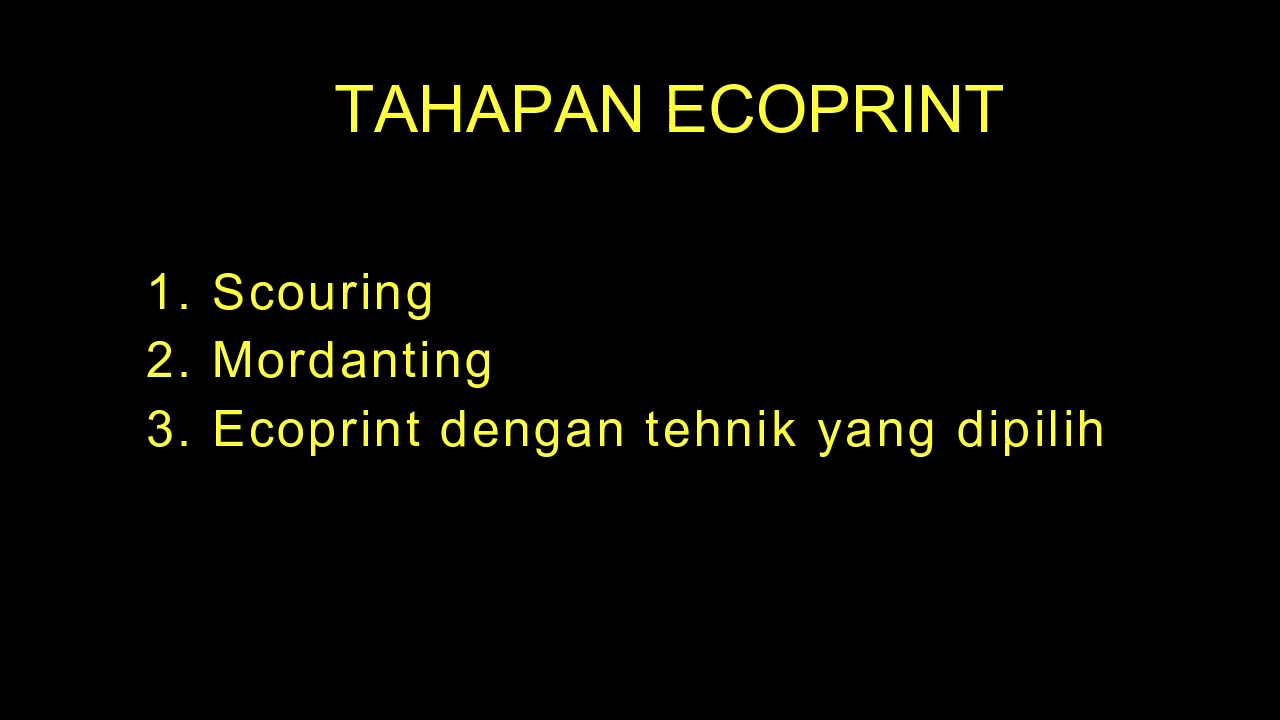 TAHAPAN ECOPRINT
1. Scouring
2. Mordanting
3. Ecoprint dengan tehnik yang dipilih